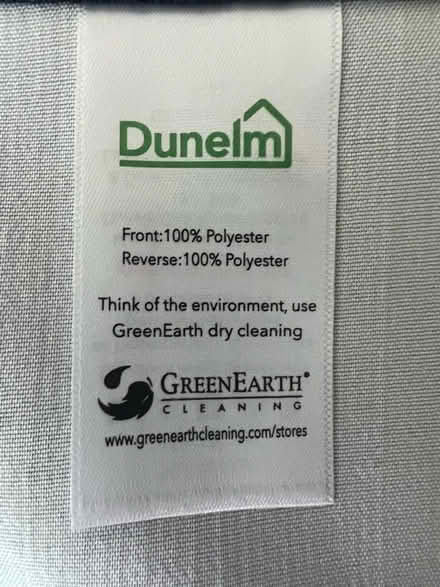 Dunelm
Front:100% Polyester
Reverse:100% Polyester
Think of the environment, use
GreenEarth dry cleaning
GREENEARTH®
CLEANING
www.greenearthcleaning.com/stores